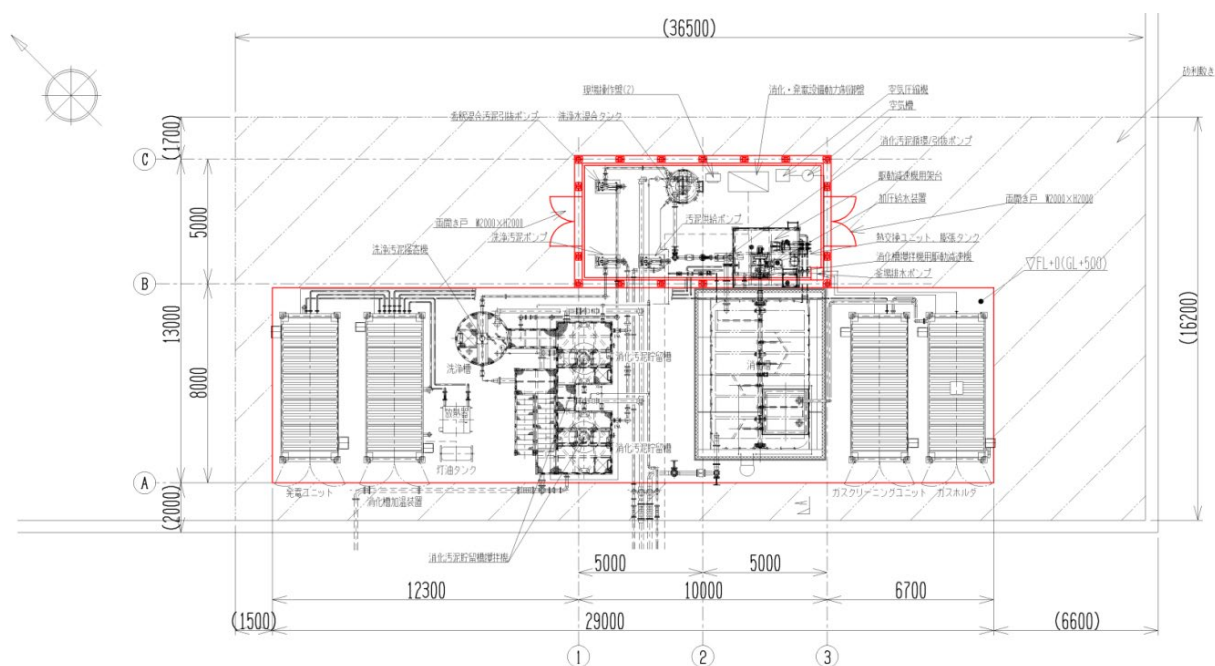 (36500)
砂利敷き
現場操作盤(2)
消化・発電設備動力制御盤
空気圧縮機
空気槽
希釈混合汚泥引抜ポンプ
洗浄水混合タンク
消化汚泥循環/引抜ポンプ
(1700)
C
駆動減速機用架台
加圧給水装置
両開き戸 W2000×H2000
両開き戸 W2000×H2000
汚泥供給ポンプ
洗浄汚泥ポンプ
熱交換ユニット、膨張タンク
消化槽撹拌機用駆動減速機
釜場排水ポンプ
洗浄汚泥撹拌機
5000
▽FL+0(GL+500)
B
13000
(16200)
8000
洗浄槽
消化汚泥貯留槽
放熱器
消化汚泥貯留槽
灯油タンク
A
発電ユニット
消化槽加温装置
ガスクリーニングユニット
ガスホルダ
(2000)
消化汚泥貯留槽撹拌機
5000
5000
12300
10000
6700
(1500)
29000
(6600)
1
2
3